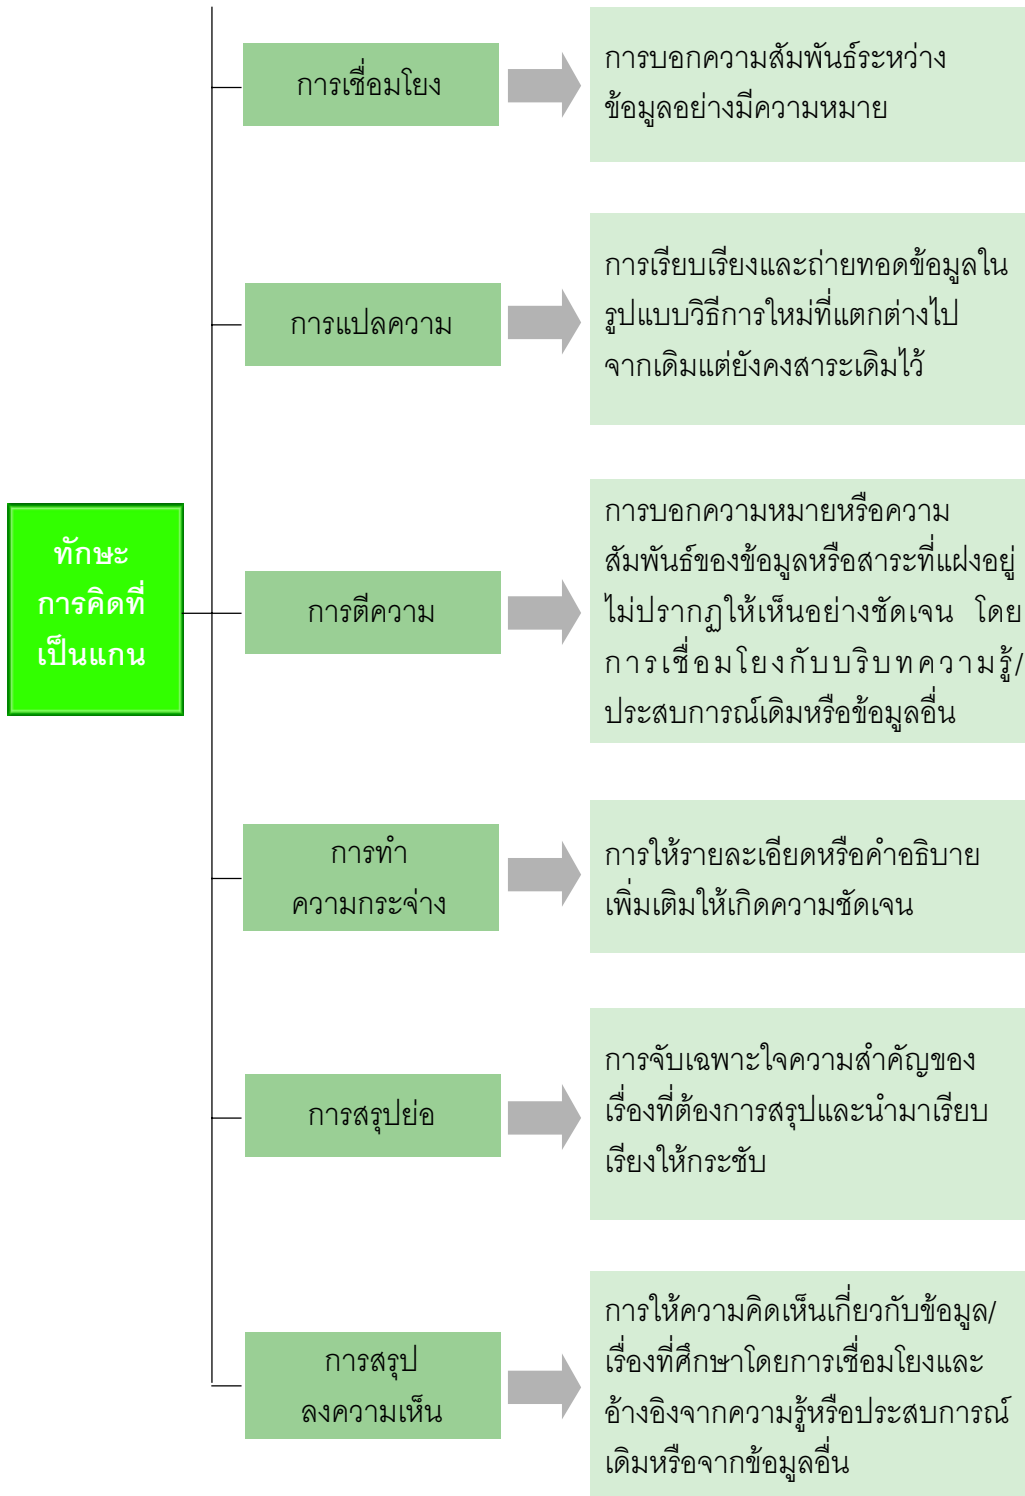 การเชื่อมโยง
การบอกความสัมพันธ์ระหว่าง
ข้อมูลอย่างมีความหมาย
การแปลความ
การเรียบเรียงและถ่ายทอดข้อมูลใน
รูปแบบวิธีการใหม่ที่แตกต่างไป
จากเดิมแต่ยังคงสาระเดิมไว้
ทักษะ
การคิดที่
เป็นแกน
การตีความ
การบอกความหมายหรือความ
สัมพันธ์ของข้อมูลหรือสาระที่แฝงอยู่
ไม่ปรากฏให้เห็นอย่างชัดเจน โดย
การเชื่อมโยงกับบริบทความรู้/
ประสบการณ์เดิมหรือข้อมูลอื่น
การทำ
ความกระจ่าง
การให้รายละเอียดหรือคำอธิบาย
เพิ่มเติมให้เกิดความชัดเจน
การสรุปย่อ
การจับเฉพาะใจความสำคัญของ
เรื่องที่ต้องการสรุปและนำมาเรียบ
เรียงให้กระชับ
การสรุป
ลงความเห็น
การให้ความคิดเห็นเกี่ยวกับข้อมูล/
เรื่องที่ศึกษาโดยการเชื่อมโยงและ
อ้างอิงจากความรู้หรือประสบการณ์
เดิมหรือจากข้อมูลอื่น